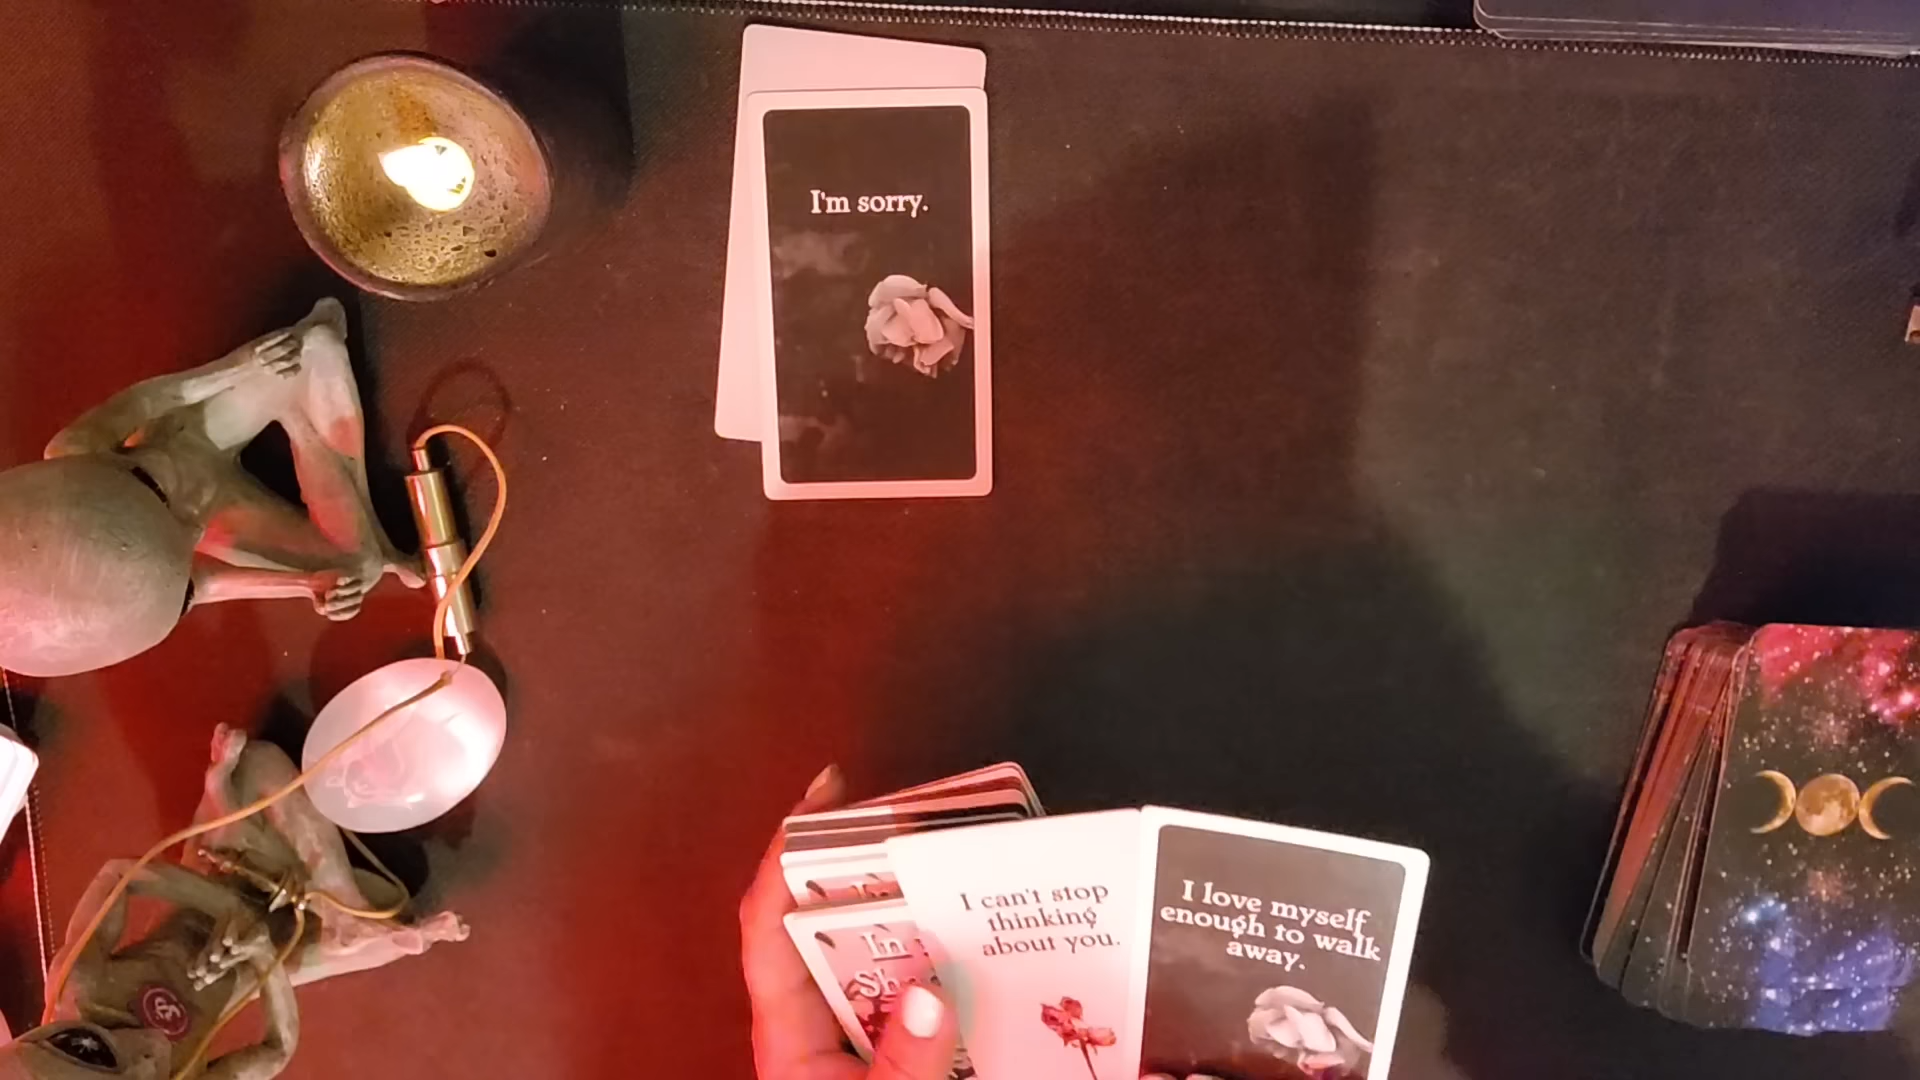 I'm sorry.
I can't stop
thinking
about you.
I love myself
enough to walk
away.